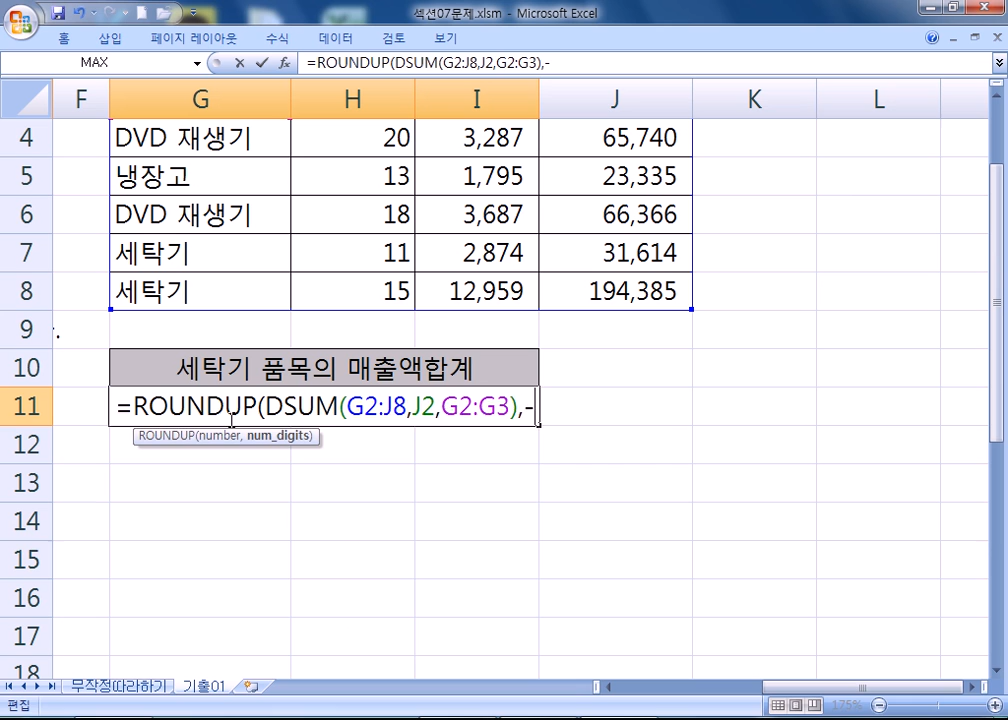 섹션07문제.xlsm - Microsoft Excel
홈 삽입 페이지 레이아웃 수식 데이터 검토 보기
MAX =ROUNDUP(DSUM(G2:J8,J2,G2:G3),-
F G H I J K L
4 DVD 재생기 20 3,287 65,740
5 냉장고 13 1,795 23,335
6 DVD 재생기 18 3,687 66,366
7 세탁기 11 2,874 31,614
8 세탁기 15 12,959 194,385
9 .
10 세탁기 품목의 매출액합계
11 =ROUNDUP(DSUM(G2:J8,J2,G2:G3),-
ROUNDUP(number, num_digits)
12
13
14
15
16
17
18
무작정따라하기 기출01
편집 175%